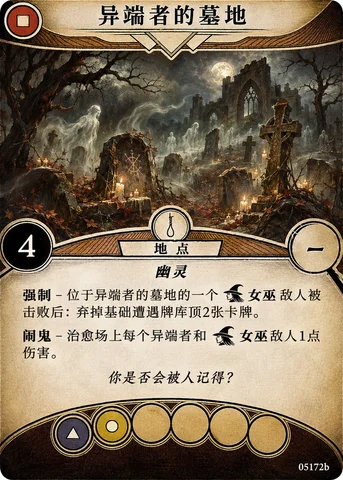 异端者的墓地
4
地点
一
幽灵
强制 – 位于异端者的墓地的一个 女巫 敌人被
击败后: 弃掉基础遭遇牌库顶2张卡牌。
闹鬼 – 治愈场上每个异端者和 女巫 敌人1点
伤害。
你是否会被人记得?
05172b